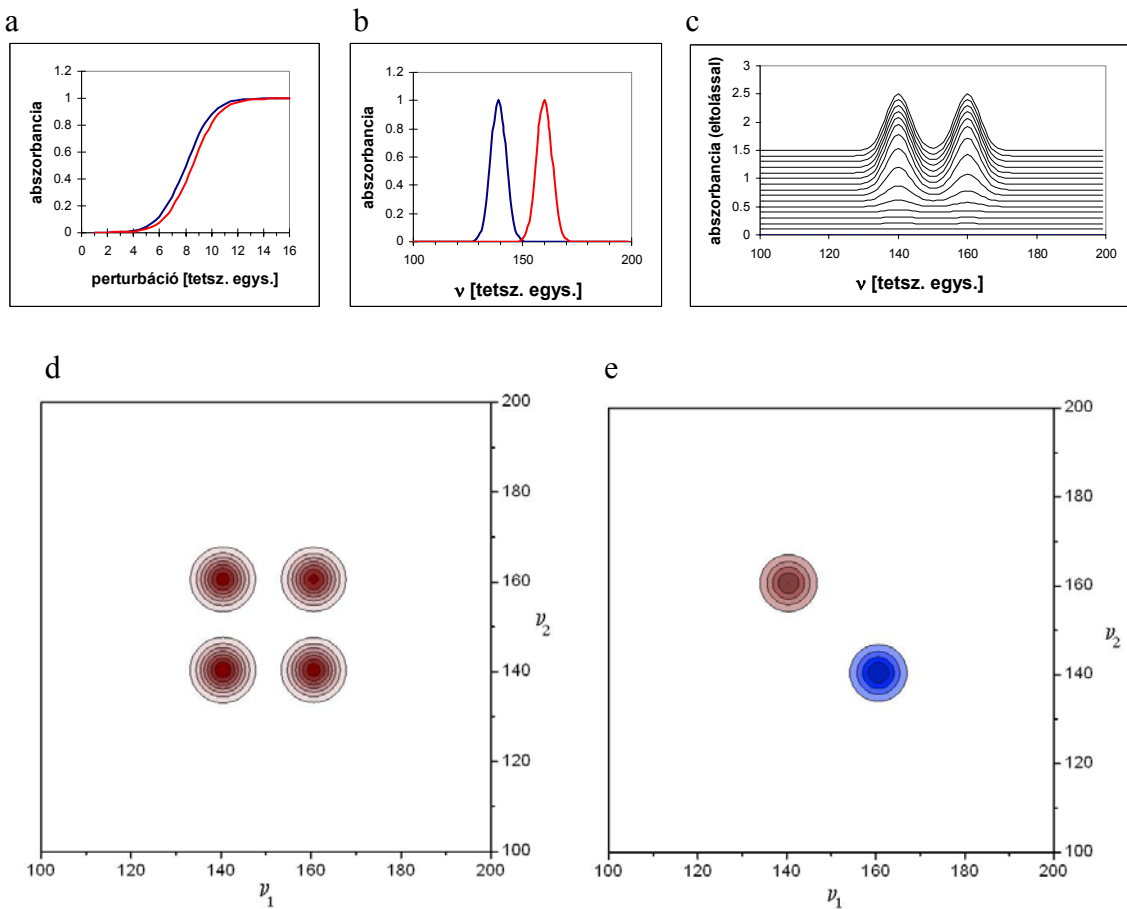 a
b
c
1.2
1
0.8
0.6
0.4
0.2
0
abszorbancia
0 2 4 6 8 10 12 14 16
perturbáció [tetsz. egys.]
1.2
1
0.8
0.6
0.4
0.2
0
abszorbancia
100 150 200
ν [tetsz. egys.]
3
2.5
2
1.5
1
0.5
0
abszorbancia (eltolással)
100 120 140 160 180 200
ν [tetsz. egys.]
d
200
180
160
140
120
100
ν2
100 120 140 160 180 200
ν1
e
200
180
160
140
120
100
ν2
100 120 140 160 180 200
ν1